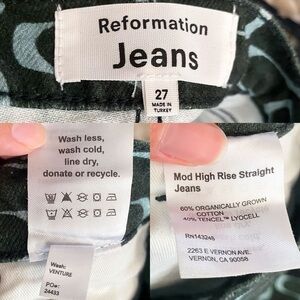 Reformation
Jeans
27
MADE IN
TURKEY
Wash less,
wash cold,
line dry,
donate or recycle.
Wash:
VENTURE
PO#:
24433
Mod High Rise Straight
Jeans
60% ORGANICALLY GROWN
COTTON
40% TENCEL™ LYOCELL
RN143245
2263 E VERNON AVE.
VERNON, CA 90058